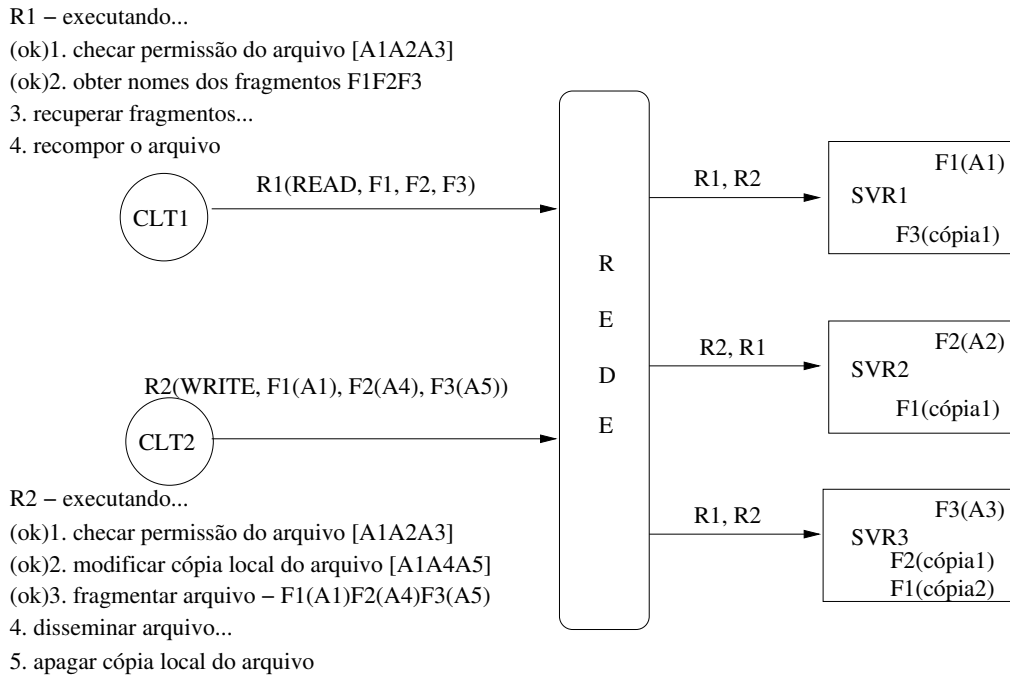 R1 – executando...
(ok)1. checar permissão do arquivo [A1A2A3]
(ok)2. obter nomes dos fragmentos F1F2F3
3. recuperar fragmentos...
4. recompor o arquivo
R1(READ, F1, F2, F3)
CLT1
R2(WRITE, F1(A1), F2(A4), F3(A5))
CLT2
R2 – executando...
(ok)1. checar permissão do arquivo [A1A2A3]
(ok)2. modificar cópia local do arquivo [A1A4A5]
(ok)3. fragmentar arquivo – F1(A1)F2(A4)F3(A5)
4. disseminar arquivo...
5. apagar cópia local do arquivo
R
E
D
E
R1, R2
F1(A1)
SVR1
F3(cópia1)
R2, R1
F2(A2)
SVR2
F1(cópia1)
R1, R2
F3(A3)
SVR3
F2(cópia1)
F1(cópia2)